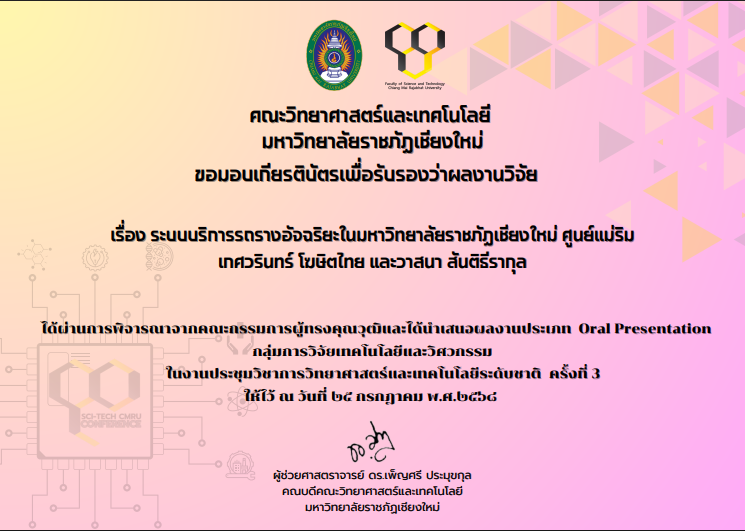 Faculty of Science and Technology
Chiang Mai Rajabhat University
คณะวิทยาศาสตร์และเทคโนโลยี
มหาวิทยาลัยราชภัฏเชียงใหม่
ขอมอบเกียรติบัตรเพื่อรับรองว่าผลงานวิจัย
เรื่อง ระบบบริการรถรางอัจฉริยะในมหาวิทยาลัยราชภัฏเชียงใหม่ ศูนย์แม่ริม
เกศวรินทร์ โฆษิตไทย และวาสนา สันติธีรากุล
ได้ผ่านการพิจารณาจากคณะกรรมการผู้ทรงคุณวุฒิและได้นำเสนอผลงานประเภท Oral Presentation
กลุ่มการวิจัยเทคโนโลยีและวิศวกรรม
ในงานประชุมวิชาการวิทยาศาสตร์และเทคโนโลยีระดับชาติ ครั้งที่ 3
ให้ไว้ ณ วันที่ ๒๕ กรกฎาคม พ.ศ.๒๕๖๘
SCI-TECH CMRU
CONFERENCE
ผู้ช่วยศาสตราจารย์ ดร.เพ็ญศรี ประมุขกุล
คณบดีคณะวิทยาศาสตร์และเทคโนโลยี
มหาวิทยาลัยราชภัฏเชียงใหม่